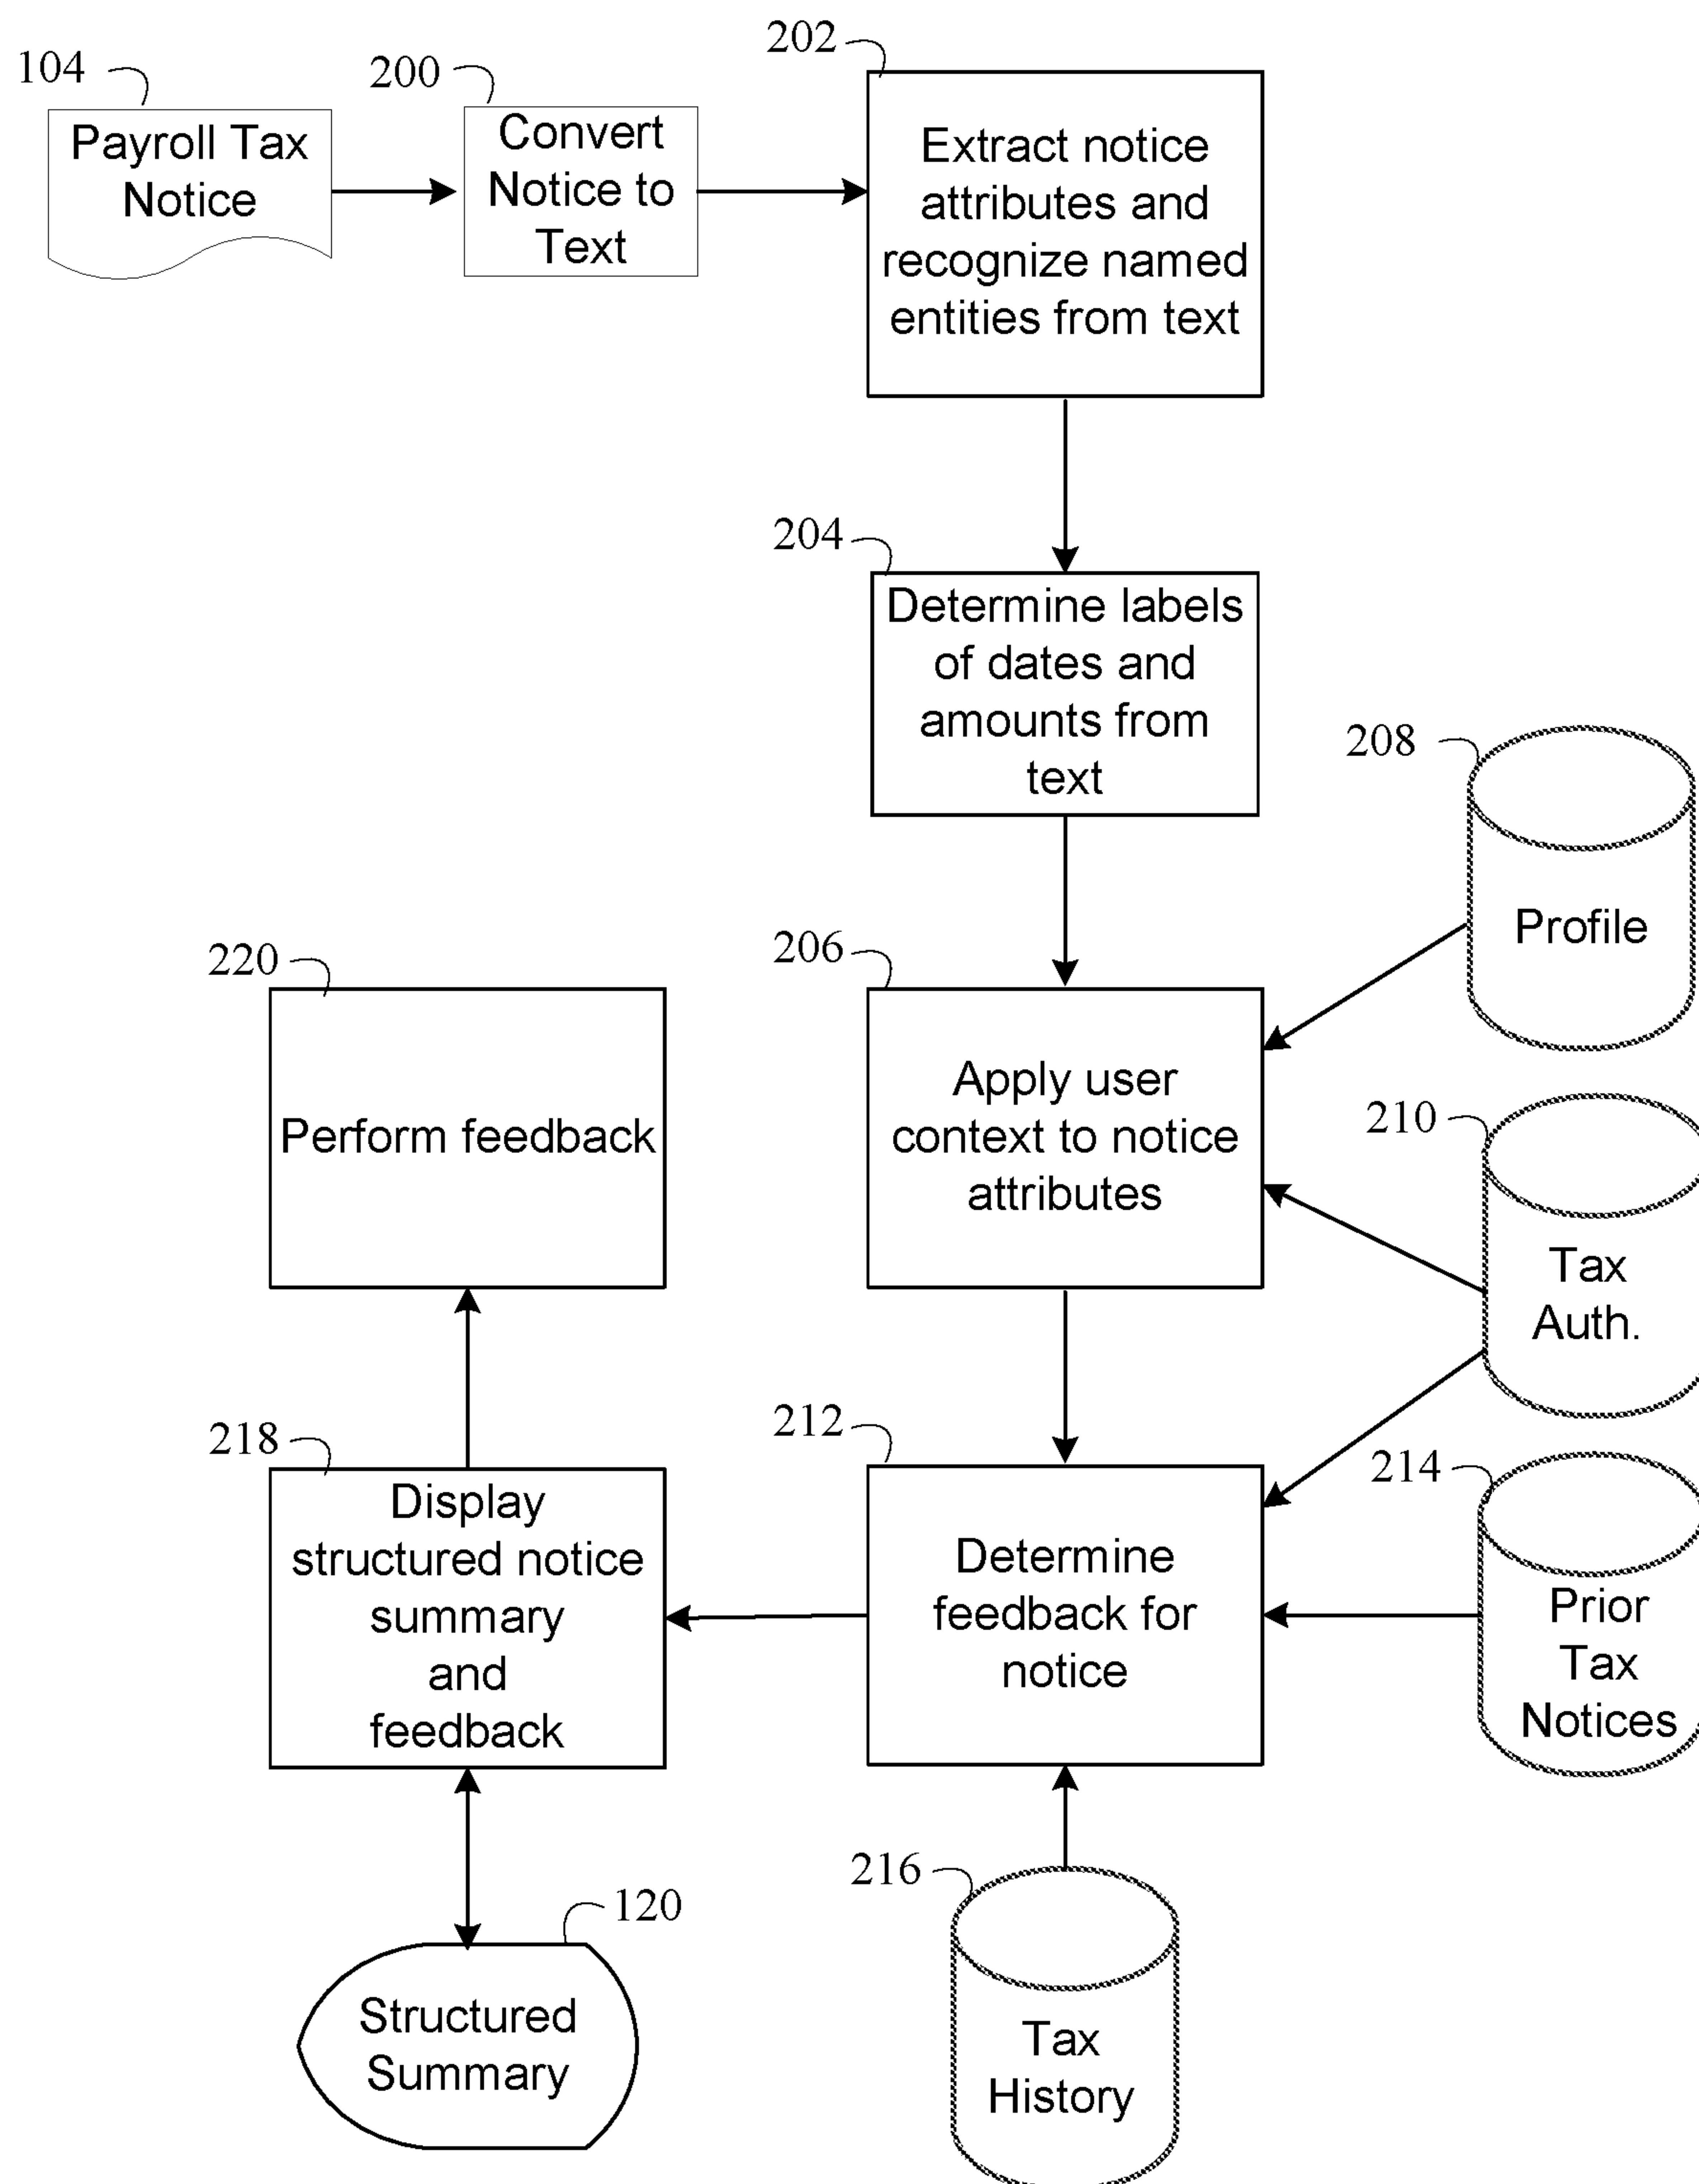 104
Payroll Tax
Notice
200
Convert
Notice to
Text
202
Extract notice
attributes and
recognize named
entities from text
204
Determine labels
of dates and
amounts from
text
208
Profile
220
Perform feedback
206
Apply user
context to notice
attributes
210
Tax
Auth.
218
Display
structured notice
summary
and
feedback
212
Determine
feedback for
notice
214
Prior
Tax
Notices
120
Structured
Summary
216
Tax
History